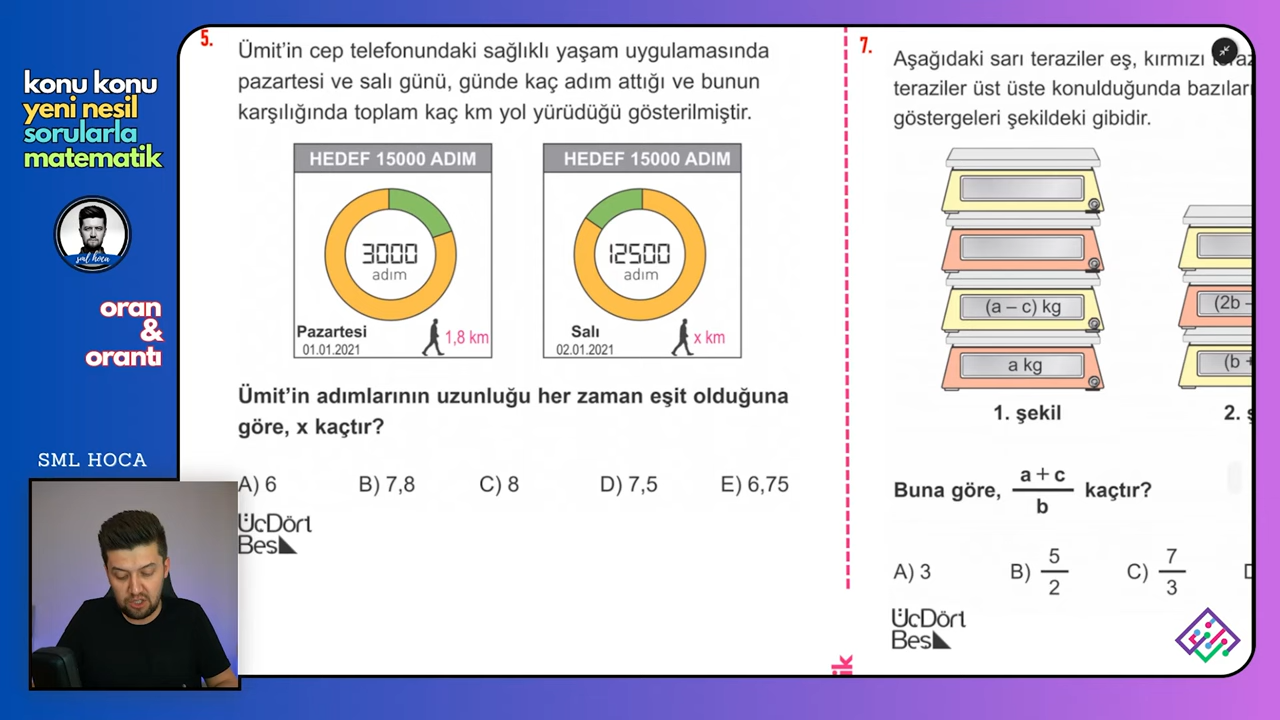 konu konu
yeni nesil
sorularla
matematik
sml hoca
oran
&
orantı
SML HOCA
5.
Ümit'in cep telefonundaki sağlıklı yaşam uygulamasında
pazartesi ve salı günü, günde kaç adım attığı ve bunun
karşılığında toplam kaç km yol yürüdüğü gösterilmiştir.
HEDEF 15000 ADIM
3000
adım
Pazartesi
01.01.2021
1,8 km
HEDEF 15000 ADIM
12500
adım
Salı
02.01.2021
x km
Ümit'in adımlarının uzunluğu her zaman eşit olduğuna
göre, x kaçtır?
A) 6 B) 7,8 C) 8 D) 7,5 E) 6,75
ÜçDört
Beş
7.
Aşağıdaki sarı teraziler eş, kırmızı
teraziler üst üste konulduğunda bazıları
göstergeleri şekildeki gibidir.
(a – c) kg
a kg
1. şekil
(2b -
(b +
2. ş
Buna göre, a + c / b kaçtır?
A) 3 B) 5/2 C) 7/3
ÜçDört
Beş
ik